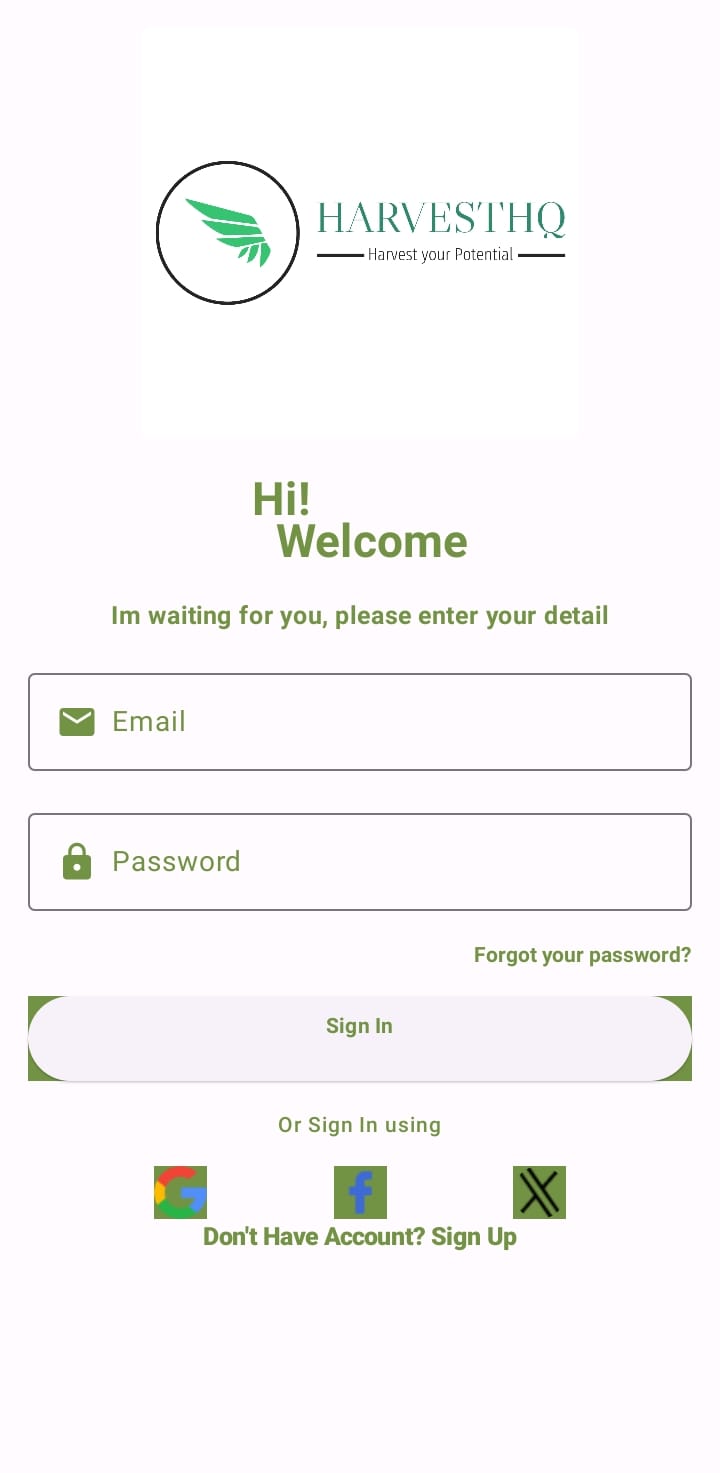 HARVESTHQ
Harvest your Potential
Hi!
Welcome
Im waiting for you, please enter your detail
Email
Password
Forgot your password?
Sign In
Or Sign In using
Don't Have Account? Sign Up